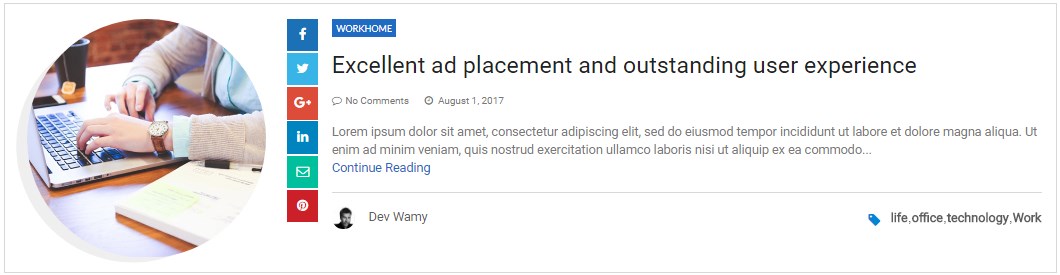 WORKHOME
Excellent ad placement and outstanding user experience
No Comments August 1, 2017
Lorem ipsum dolor sit amet, consectetur adipiscing elit, sed do eiusmod tempor incididunt ut labore et dolore magna aliqua. Ut
enim ad minim veniam, quis nostrud exercitation ullamco laboris nisi ut aliquip ex ea commodo...
Continue Reading
Dev Wamy
life,office,technology,Work